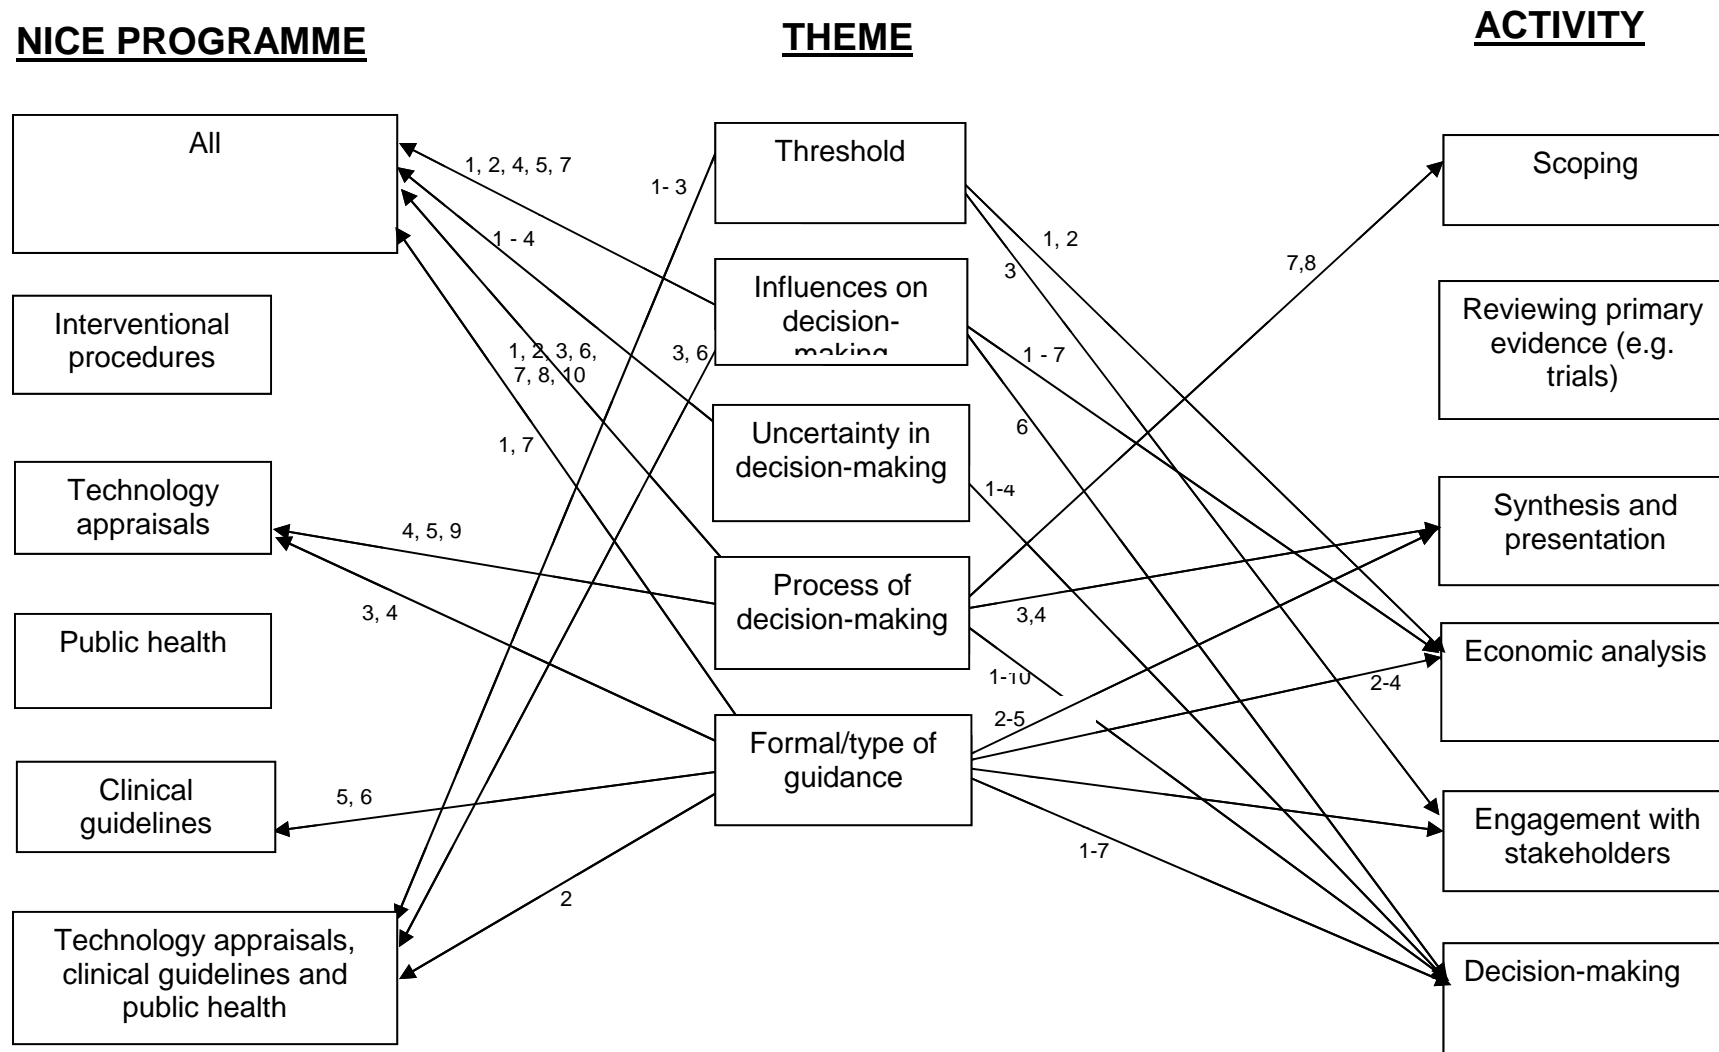 NICE PROGRAMME
THEME
ACTIVITY
All
Interventional
procedures
Technology
appraisals
Public health
Clinical
guidelines
Technology appraisals,
clinical guidelines and
public health
1, 2, 4, 5, 7
1 - 4
1, 2, 3, 6,
7, 8, 10
1, 7
4, 5, 9
3, 4
5, 6
2
1- 3
3, 6
Threshold
Influences on
decision-
making
Uncertainty in
decision-making
Process of
decision-making
Formal/type of
guidance
1, 2
3
1 - 7
6
1-4
7,8
3,4
1-10
2-5
2-4
1-7
Scoping
Reviewing primary
evidence (e.g.
trials)
Synthesis and
presentation
Economic analysis
Engagement with
stakeholders
Decision-making